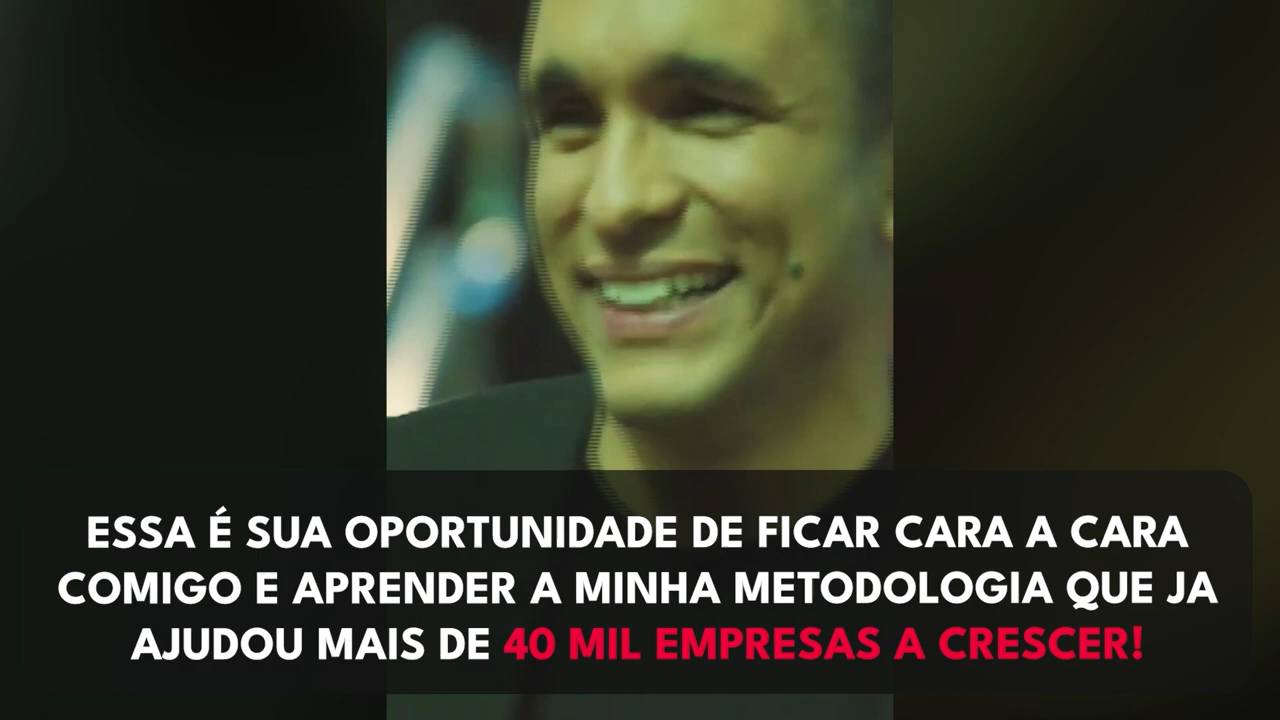 ESSA É SUA OPORTUNIDADE DE FICAR CARA A CARA
COMIGO E APRENDER A MINHA METODOLOGIA QUE JA
AJUDOU MAIS DE 40 MIL EMPRESAS A CRESCER!